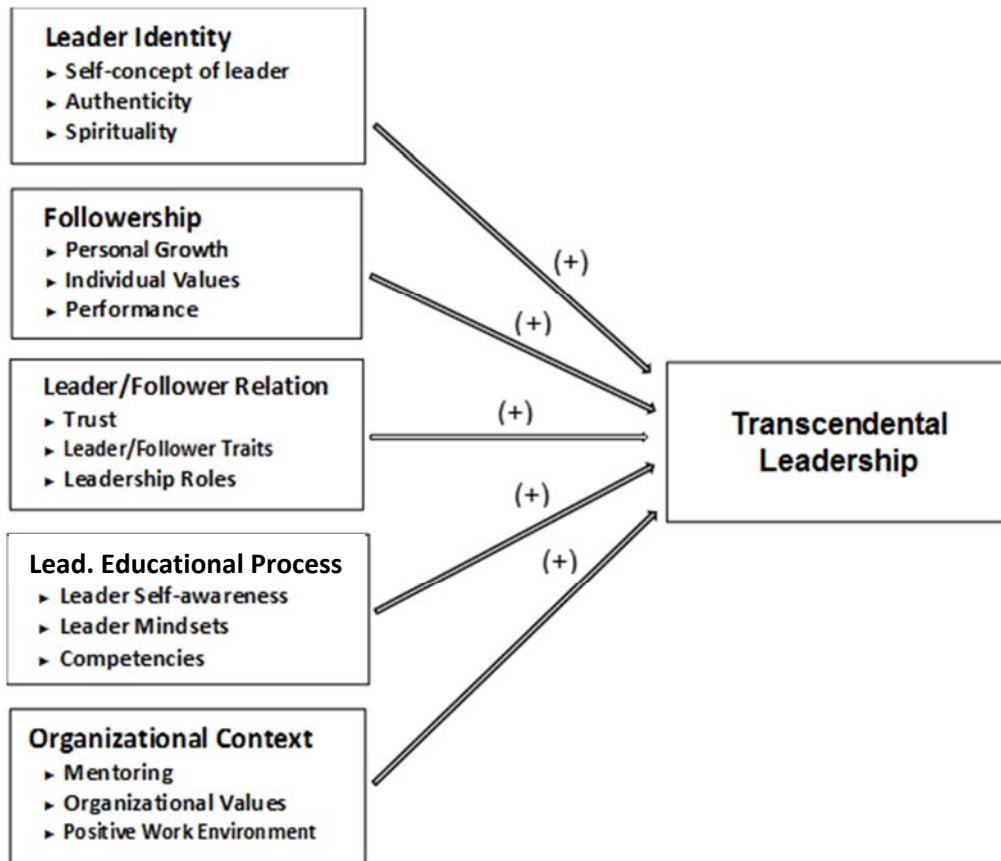 Leader Identity
► Self-concept of leader
► Authenticity
► Spirituality
Followership
► Personal Growth
► Individual Values
► Performance
Leader/Follower Relation
► Trust
► Leader/Follower Traits
► Leadership Roles
Lead. Educational Process
► Leader Self-awareness
► Leader Mindsets
► Competencies
Organizational Context
► Mentoring
► Organizational Values
► Positive Work Environment
(+)
(+)
(+)
(+)
(+)
Transcendental
Leadership